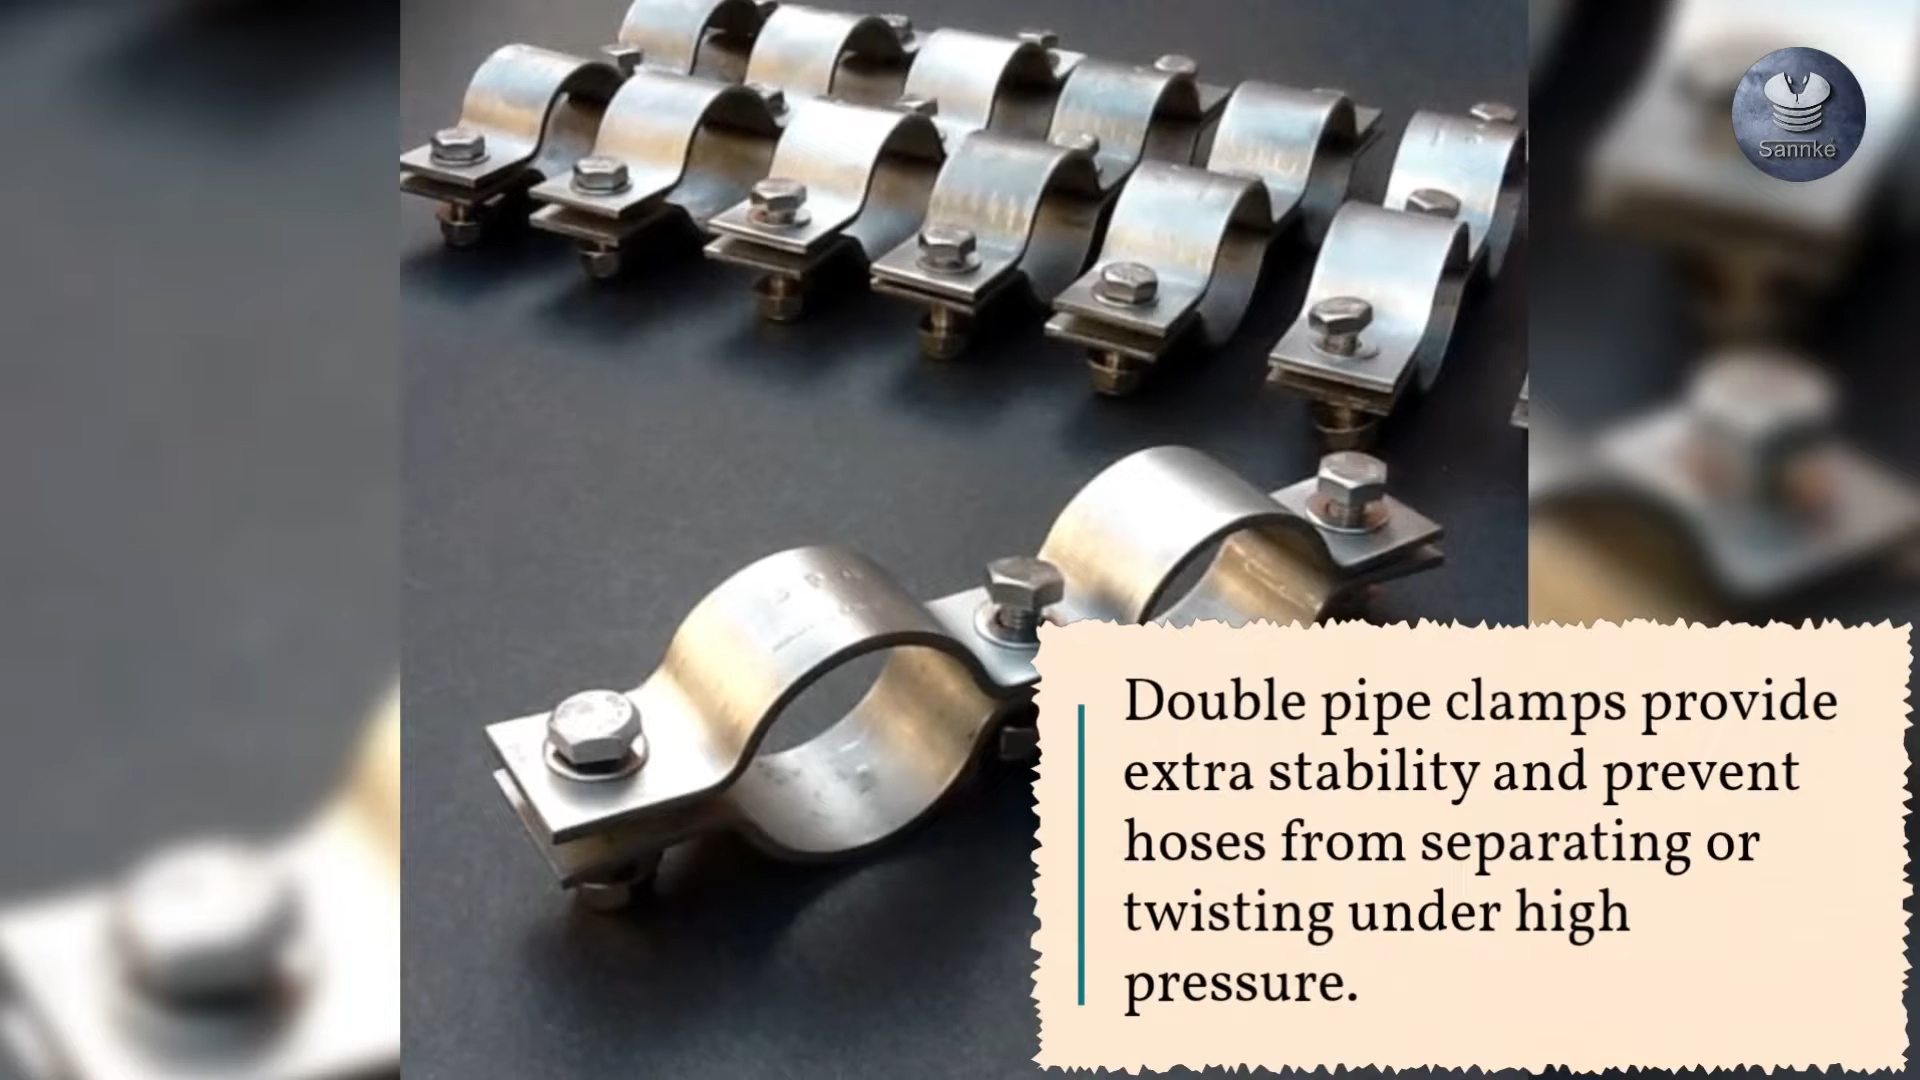 Sannke
Double pipe clamps provide
extra stability and prevent
hoses from separating or
twisting under high
pressure.